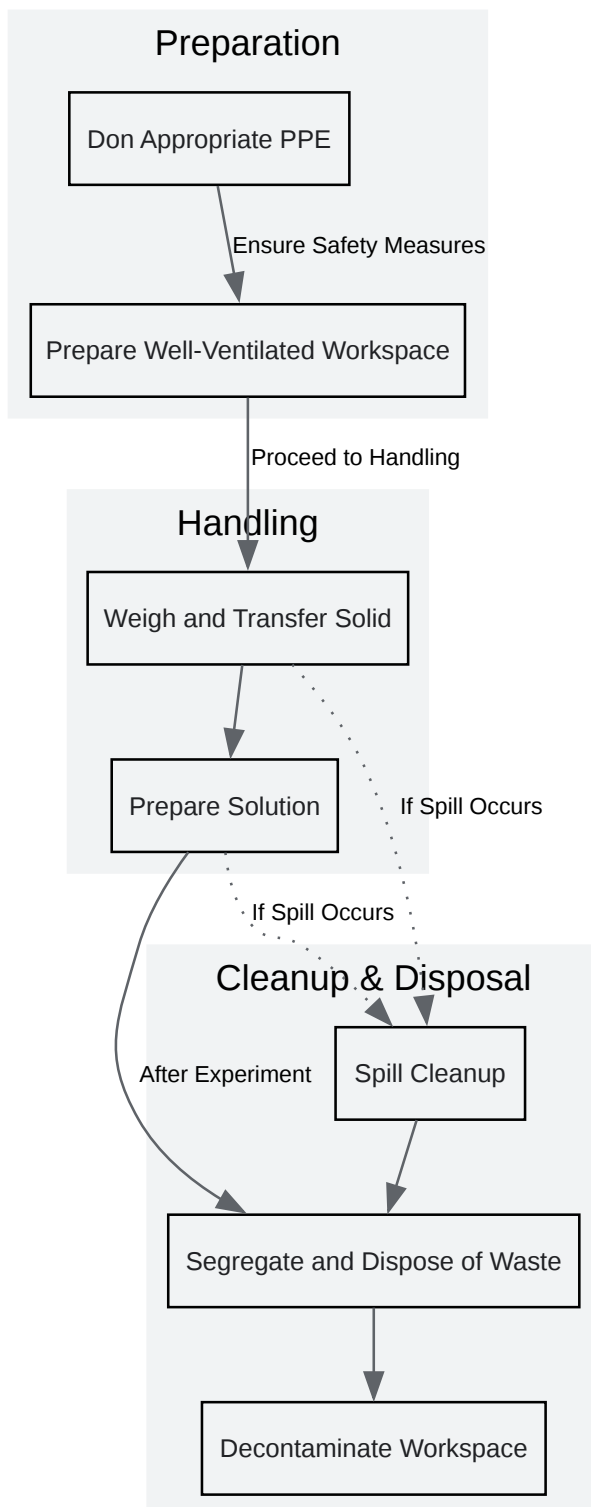 Preparation
Don Appropriate PPE
Ensure Safety Measures
Prepare Well-Ventilated Workspace
Proceed to Handling
Handling
Weigh and Transfer Solid
Prepare Solution
If Spill Occurs
If Spill Occurs
Cleanup & Disposal
Spill Cleanup
After Experiment
Segregate and Dispose of Waste
Decontaminate Workspace